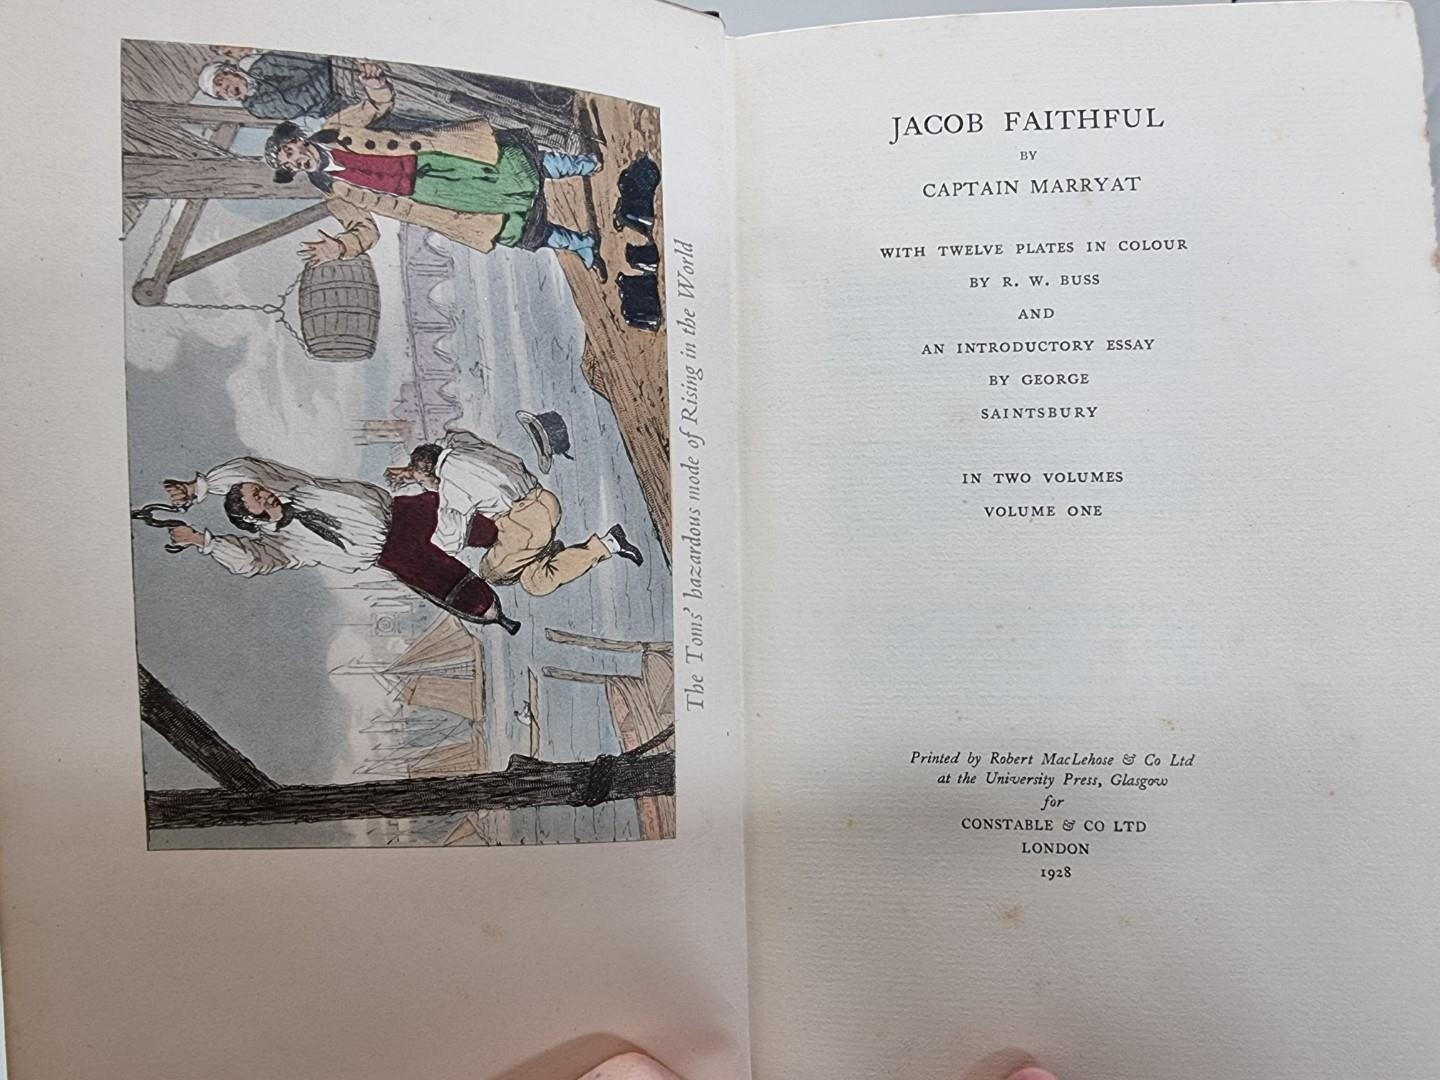 The Toms' hazardous mode of Rising in the World
JACOB FAITHFUL
BY
CAPTAIN MARRYAT
WITH TWELVE PLATES IN COLOUR
BY R. W. BUSS
AND
AN INTRODUCTORY ESSAY
BY GEORGE
SAINTSBURY
IN TWO VOLUMES
VOLUME ONE
Printed by Robert MacLehose & Co Ltd
at the University Press, Glasgow
for
CONSTABLE & CO LTD
LONDON
1928